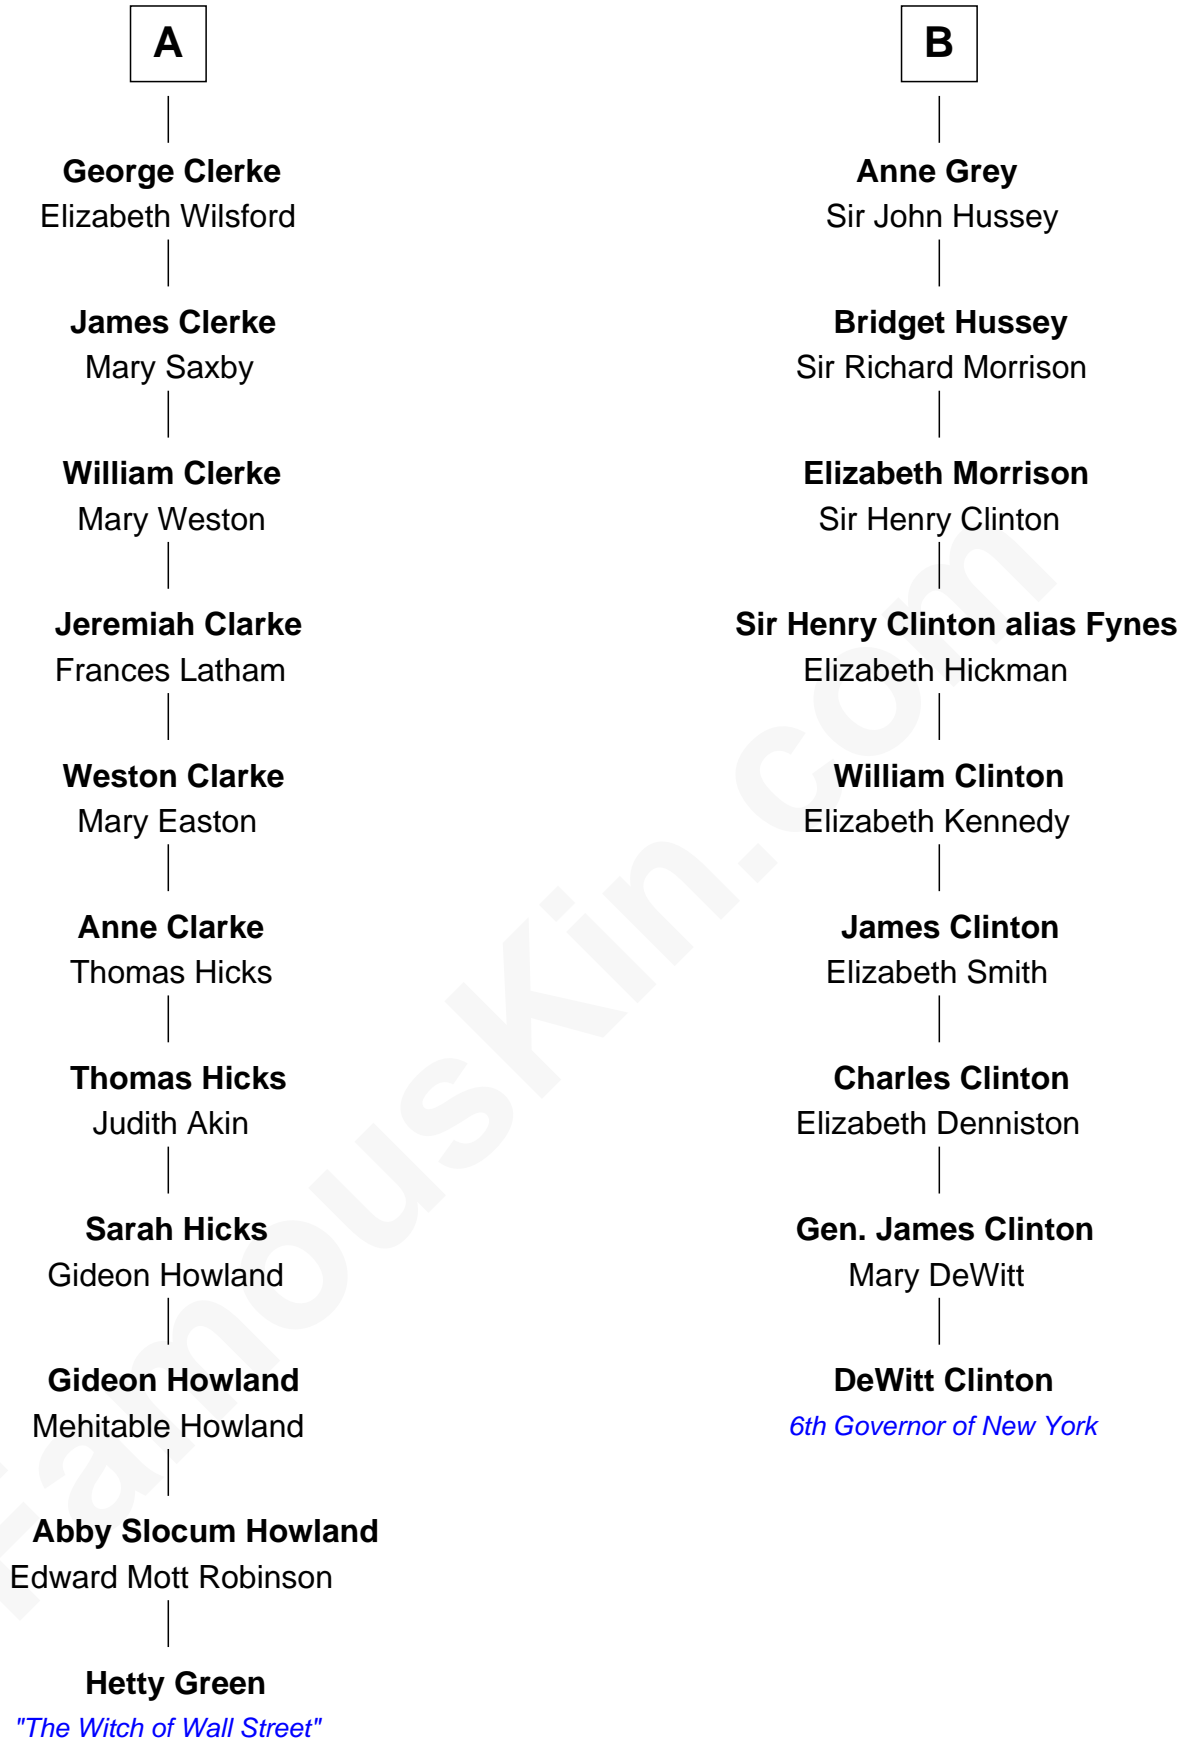 A
George Clerke
Elizabeth Wilsford
James Clerke
Mary Saxby
William Clerke
Mary Weston
Jeremiah Clarke
Frances Latham
Weston Clarke
Mary Easton
Anne Clarke
Thomas Hicks
Thomas Hicks
Judith Akin
Sarah Hicks
Gideon Howland
Gideon Howland
Mehitable Howland
Abby Slocum Howland
Edward Mott Robinson
Hetty Green
"The Witch of Wall Street"
B
Anne Grey
Sir John Hussey
Bridget Hussey
Sir Richard Morrison
Elizabeth Morrison
Sir Henry Clinton
Sir Henry Clinton alias Fynes
Elizabeth Hickman
William Clinton
Elizabeth Kennedy
James Clinton
Elizabeth Smith
Charles Clinton
Elizabeth Denniston
Gen. James Clinton
Mary DeWitt
DeWitt Clinton
6th Governor of New York
FamousKin.com